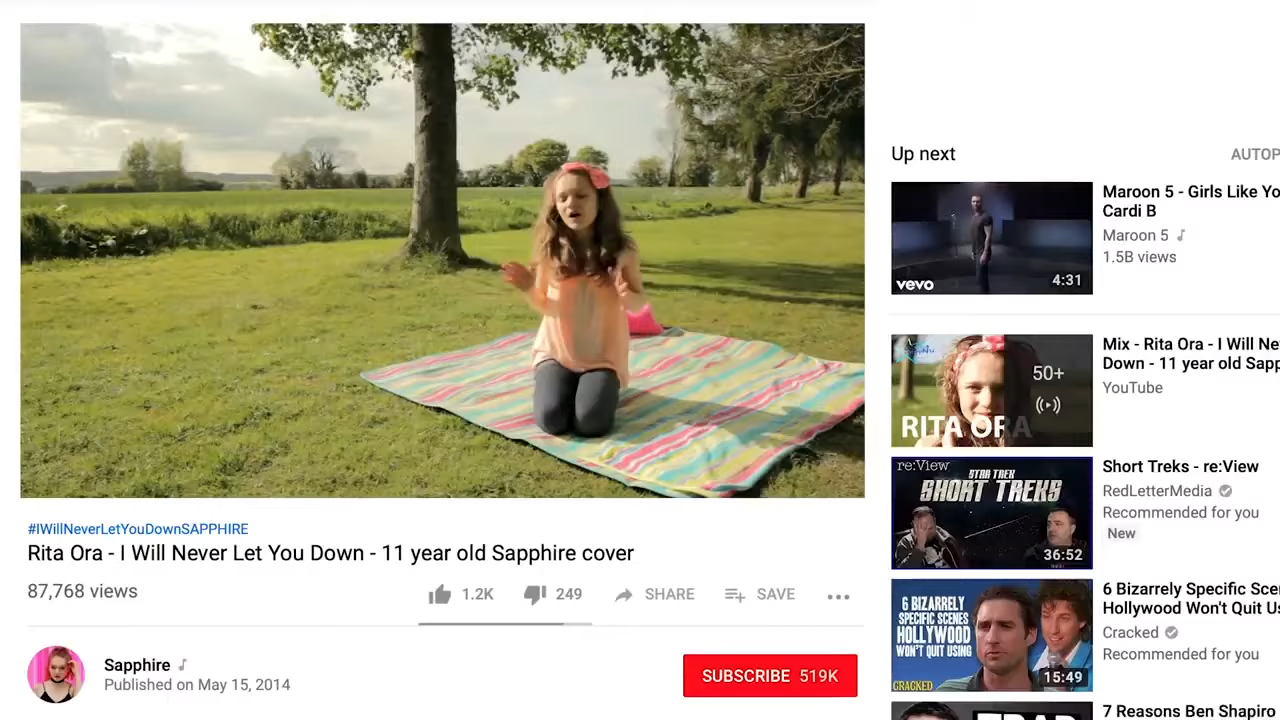 #IWillNeverLetYouDownSAPPHIRE
Rita Ora - I Will Never Let You Down - 11 year old Sapphire cover
87,768 views
1.2K
249
SHARE
SAVE
Sapphire
Published on May 15, 2014
SUBSCRIBE 519K
Up next
AUTOP
vevo
4:31
Maroon 5 - Girls Like Yo
Cardi B
Maroon 5
1.5B views
50+
RITA ORA
Mix - Rita Ora - I Will Ne
Down - 11 year old Sapp
YouTube
re:View
STAR TREK
SHORT TREKS
36:52
Short Treks - re:View
RedLetterMedia
Recommended for you
New
6 BIZARRELY
SPECIFIC SCENES
HOLLYWOOD
WON'T QUIT USING
CRACKED
15:49
6 Bizarrely Specific Sce
Hollywood Won't Quit Us
Cracked
Recommended for you
7 Reasons Ben Shapiro